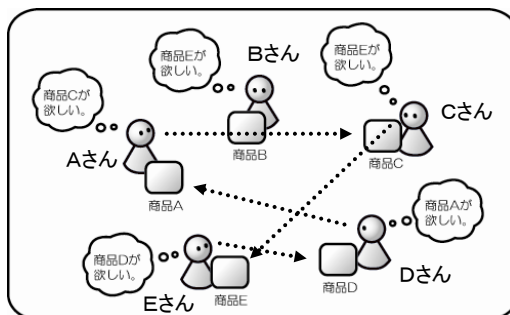 商品Eが
欲しい。
Bさん
商品Eが
欲しい。
商品Cが
欲しい。
Cさん
Aさん
商品B
商品C
商品A
商品Aが
欲しい。
商品Dが
欲しい。
Dさん
Eさん
商品E
商品D